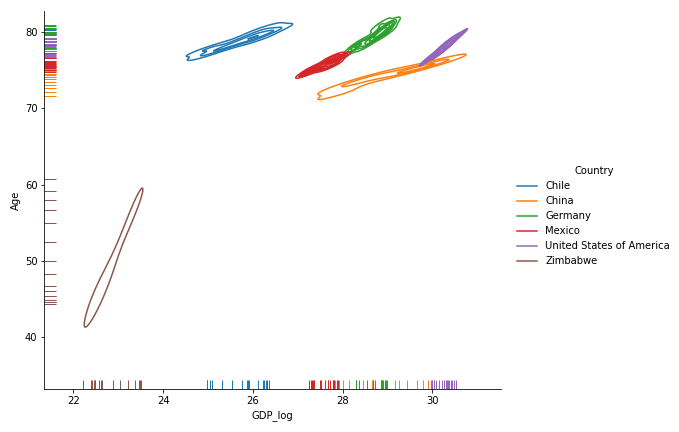 80
70
60
50
40
Age
22
24
26
28
30
GDP_log
Country
Chile
China
Germany
Mexico
United States of America
Zimbabwe